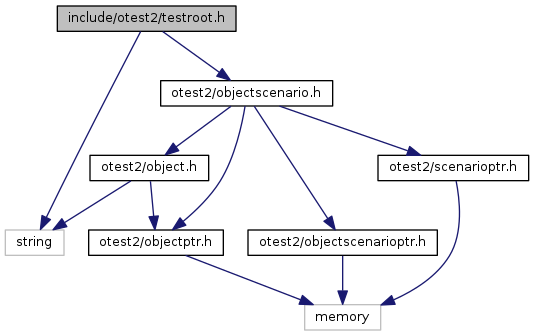 include/otest2/testroot.h
otest2/objectscenario.h
otest2/object.h
otest2/scenarioptr.h
string
otest2/objectptr.h
otest2/objectscenarioptr.h
memory